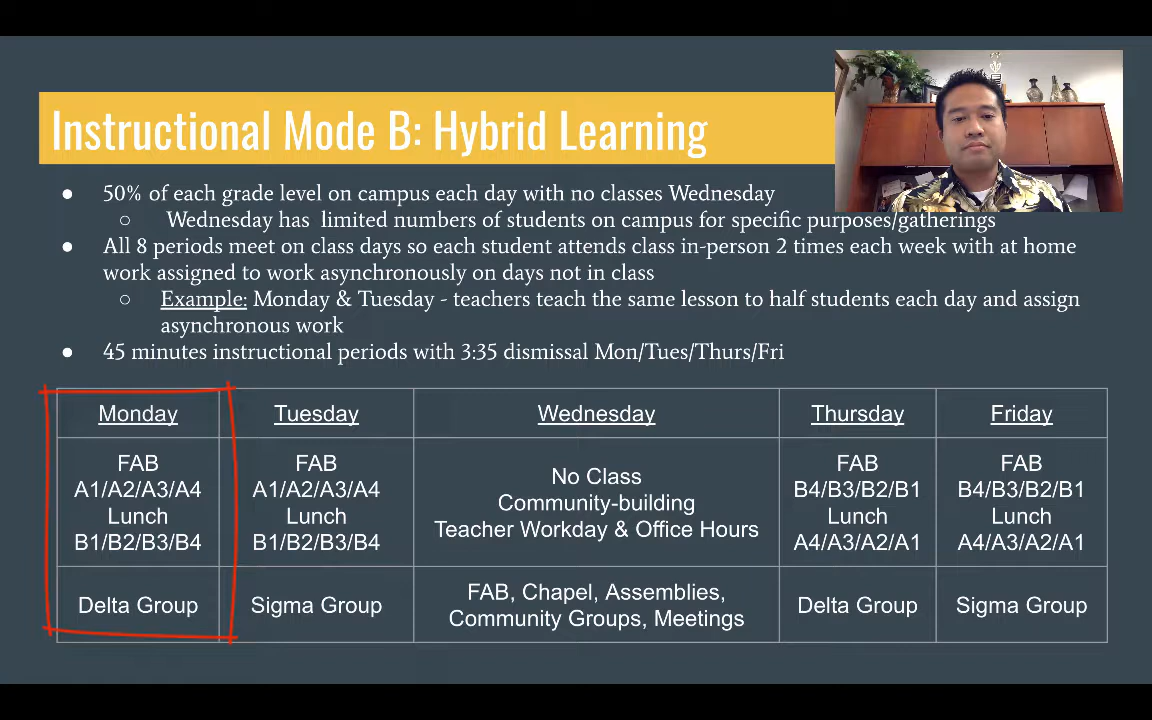 Instructional Mode B: Hybrid Learning
● 50% of each grade level on campus each day with no classes Wednesday
○ Wednesday has limited numbers of students on campus for specific purposes/gatherings
● All 8 periods meet on class days so each student attends class in-person 2 times each week with at home
work assigned to work asynchronously on days not in class
○ Example: Monday & Tuesday - teachers teach the same lesson to half students each day and assign
asynchronous work
● 45 minutes instructional periods with 3:35 dismissal Mon/Tues/Thurs/Fri
Monday Tuesday Wednesday Thursday Friday
FAB FAB FAB FAB
No Class
A1/A2/A3/A4 A1/A2/A3/A4 B4/B3/B2/B1 B4/B3/B2/B1
Community-building
Lunch Lunch Lunch Lunch
Teacher Workday & Office Hours
B1/B2/B3/B4 B1/B2/B3/B4 A4/A3/A2/A1 A4/A3/A2/A1
FAB, Chapel, Assemblies,
Delta Group Sigma Group Delta Group Sigma Group
Community Groups, Meetings